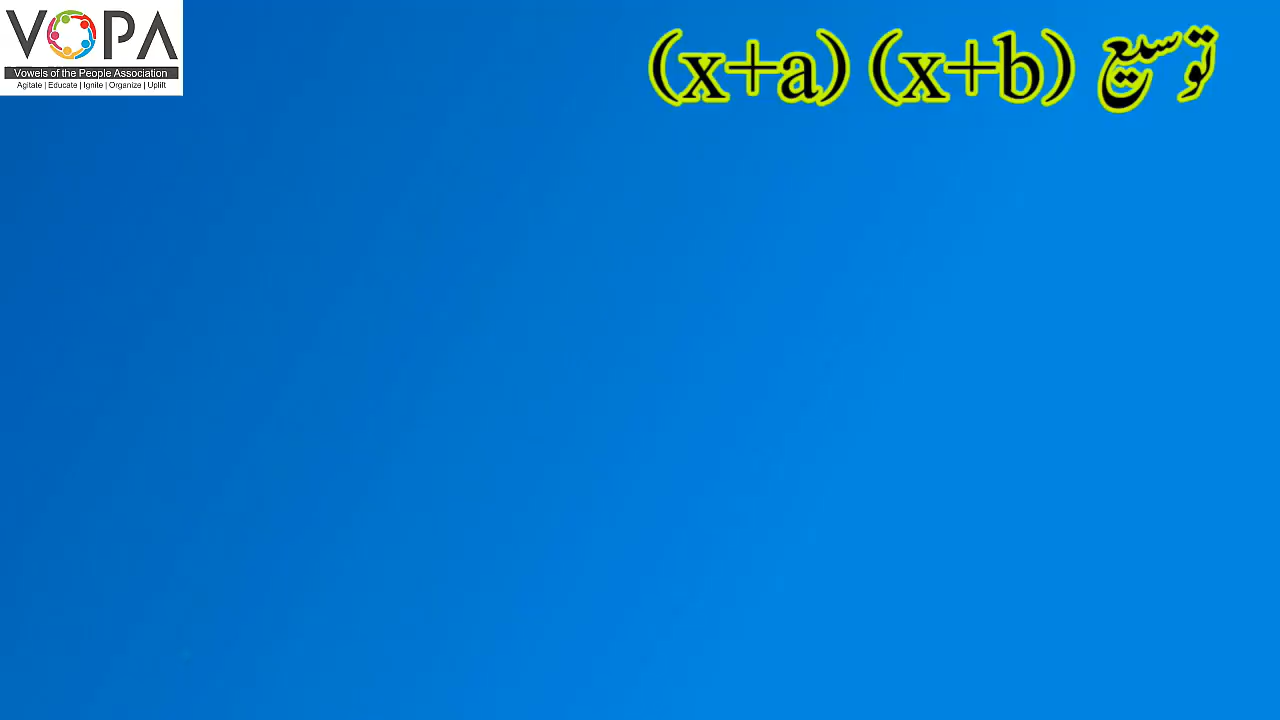 VOPA
Vowels of the People Association
Agitate | Educate | Ignite | Organize | Uplift
توسیع (x+a) (x+b)